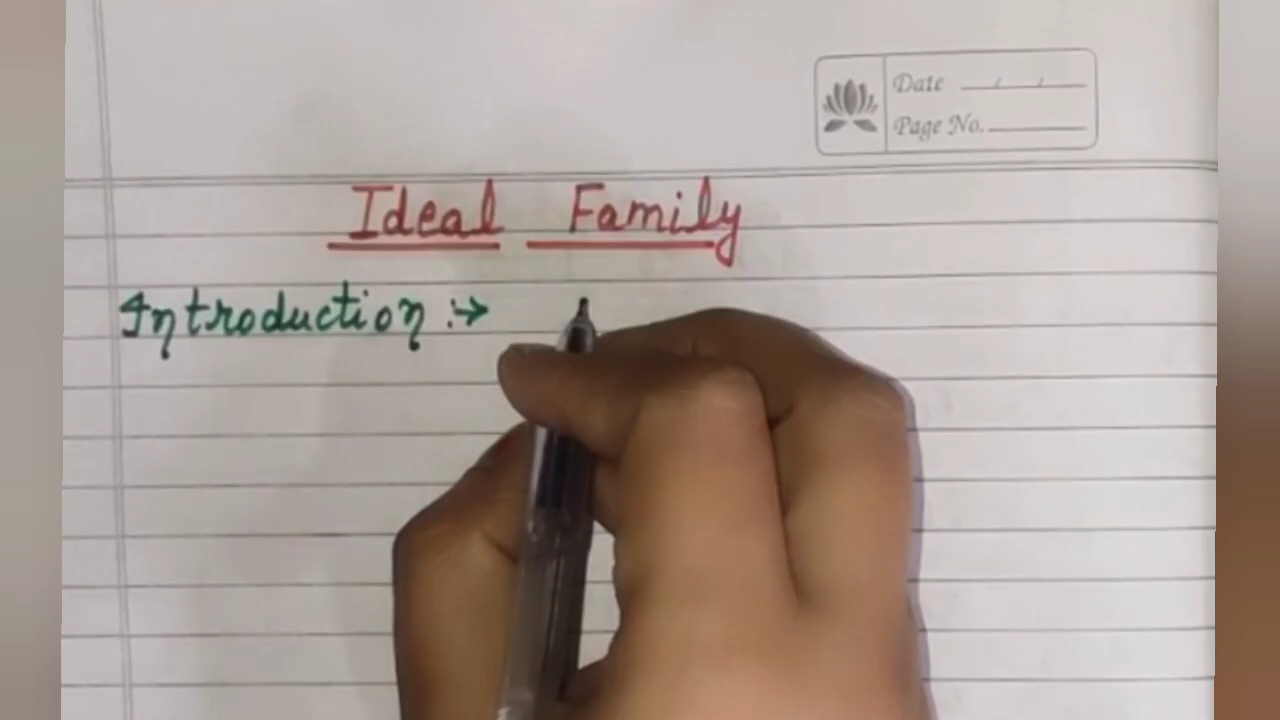 Date / /
Page No.
Ideal Family
Introduction :→